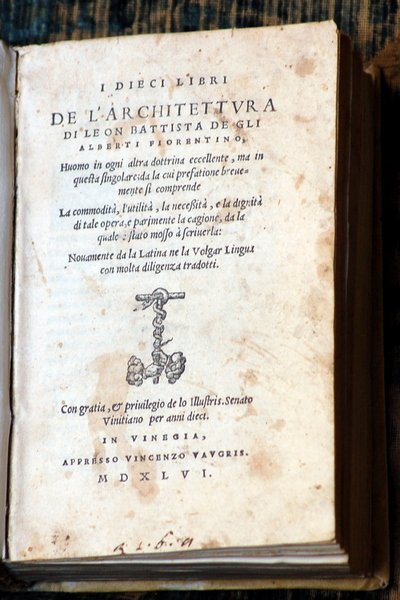 I DIECI LIBRI
DE L'ARCHITETTVRA
DI LEON BATTISTA DE GLI
ALBERTI FIORENTINO,
Huomo in ogni altra dottrina eccellente, ma in
questa singolare; da la cui prefatione breue-
mente si comprende
La commodità, l'utilità, la neceßità, e la dignità
di tale opera, e parimente la cagione, da la
quale è stato mosso à scriuerla:
Nouamente da la Latina ne la Volgar Lingua
con molta diligenza tradotti.
Con gratia, & priuilegio de lo Illustris. Senato
Vinitiano per anni dieci.
IN VINEGIA,
APPRESSO VINCENZO VAVGRIS.
MDXLVI.